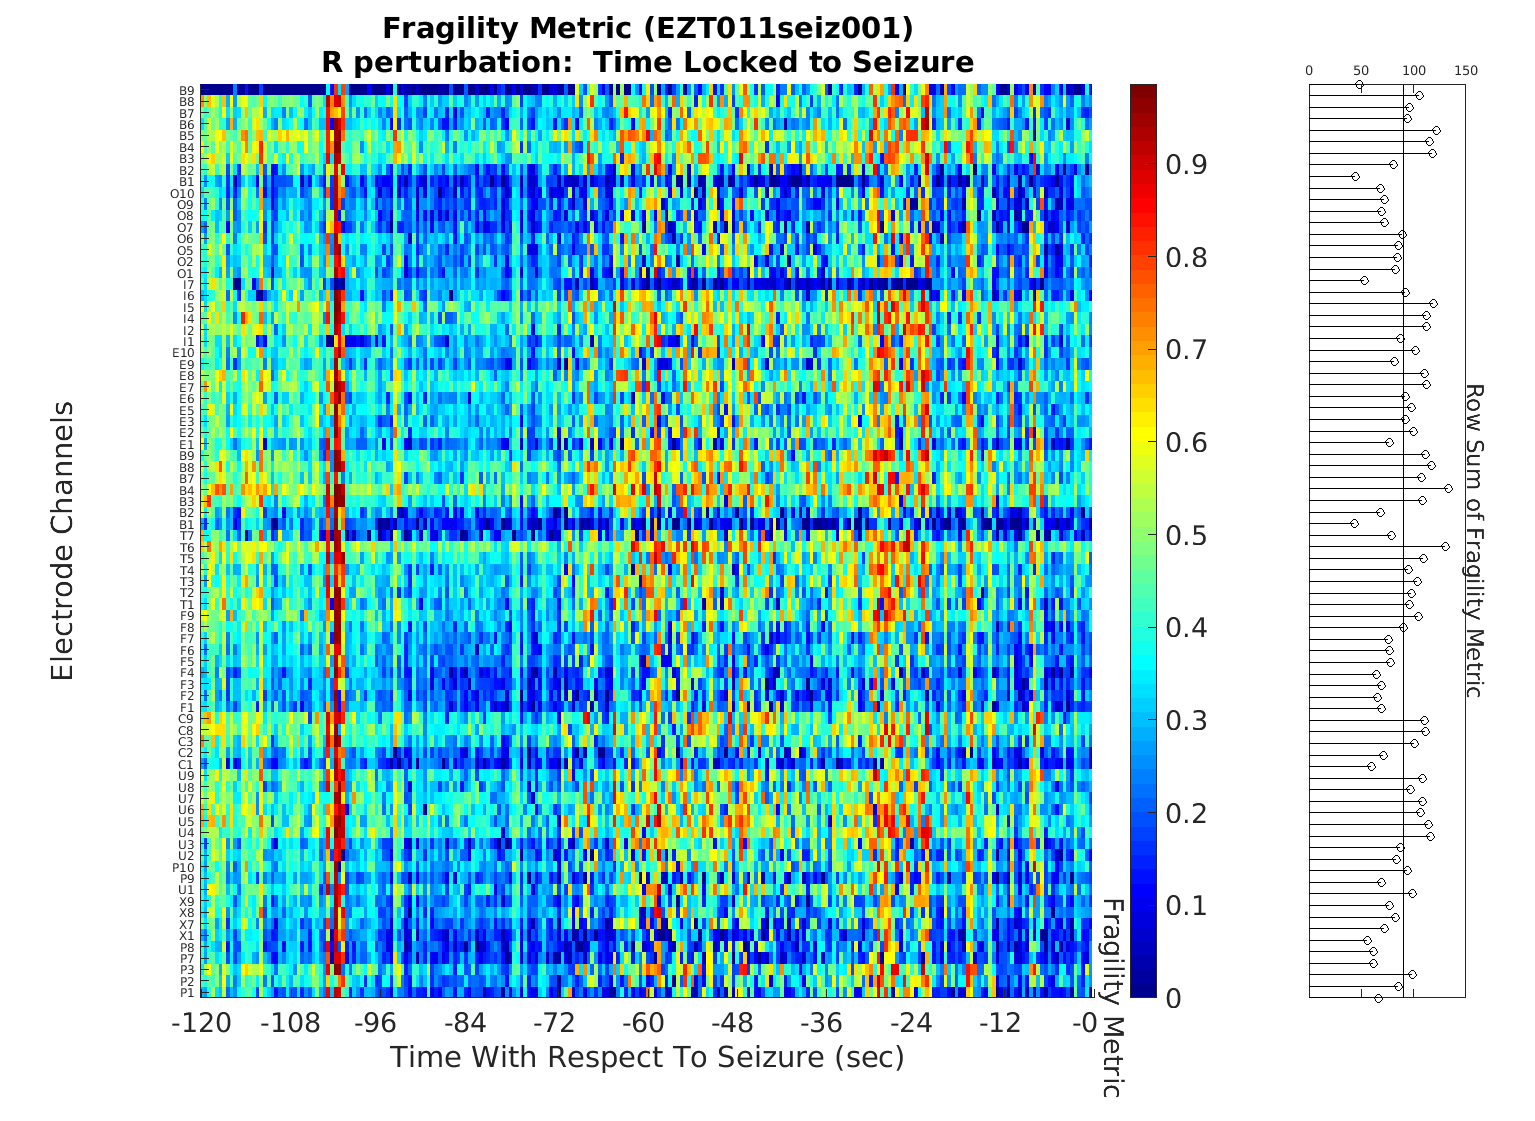 Fragility Metric (EZT011seiz001)
R perturbation:  Time Locked to Seizure
Electrode Channels
B9
B8
B7
B6
B5
B4
B3
B2
B1
O10
O9
O8
O7
O6
O5
O2
O1
I7
I6
I5
I4
I2
I1
E10
E9
E8
E7
E6
E5
E3
E2
E1
B9
B8
B7
B4
B3
B2
B1
T7
T6
T5
T4
T3
T2
T1
F9
F8
F7
F6
F5
F4
F3
F2
F1
C9
C8
C3
C2
C1
U9
U8
U7
U6
U5
U4
U3
U2
P10
P9
U1
X9
X8
X7
X1
P8
P7
P3
P2
P1
-120 -108 -96 -84 -72 -60 -48 -36 -24 -12 -0
Time With Respect To Seizure (sec)
0.9
0.8
0.7
0.6
0.5
0.4
0.3
0.2
0.1
0
Fragility Metric
0 50 100 150
Row Sum of Fragility Metric